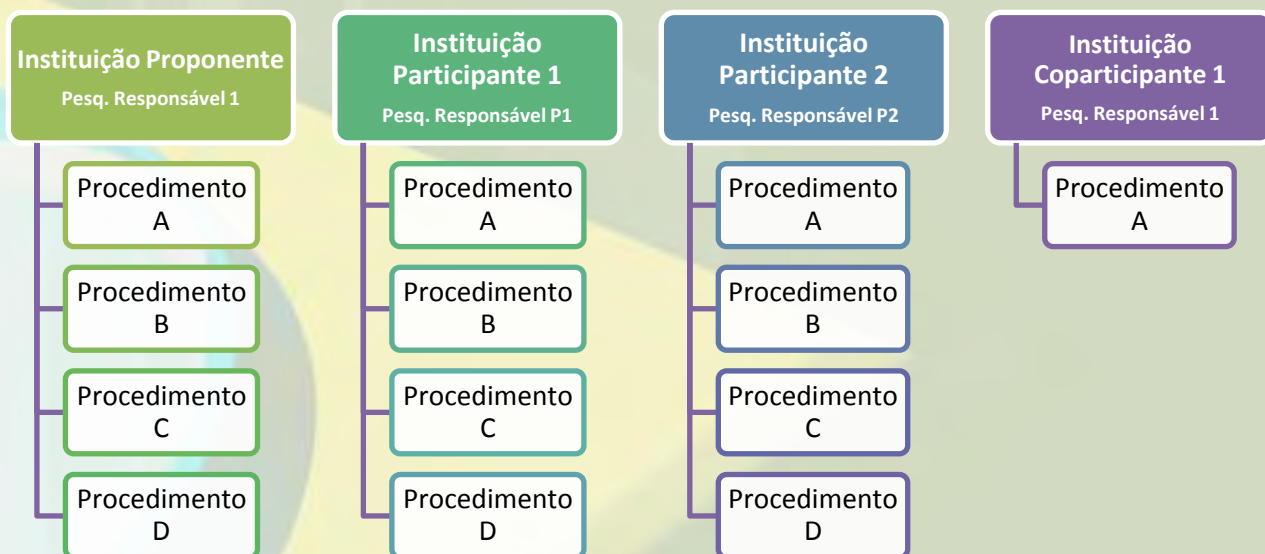 Instituição Proponente
Pesq. Responsável 1
Procedimento
A
Procedimento
B
Procedimento
C
Procedimento
D
Instituição
Participante 1
Pesq. Responsável P1
Procedimento
A
Procedimento
B
Procedimento
C
Procedimento
D
Instituição
Participante 2
Pesq. Responsável P2
Procedimento
A
Procedimento
B
Procedimento
C
Procedimento
D
Instituição
Coparticipante 1
Pesq. Responsável 1
Procedimento
A